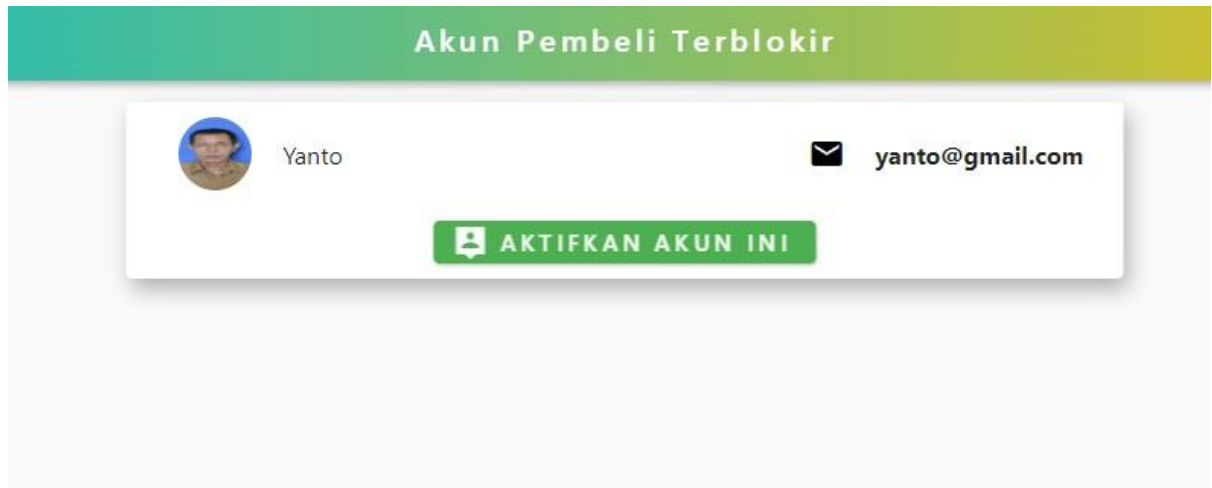 Akun Pembeli Terblokir
Yanto
yanto@gmail.com
AKTIFKAN AKUN INI